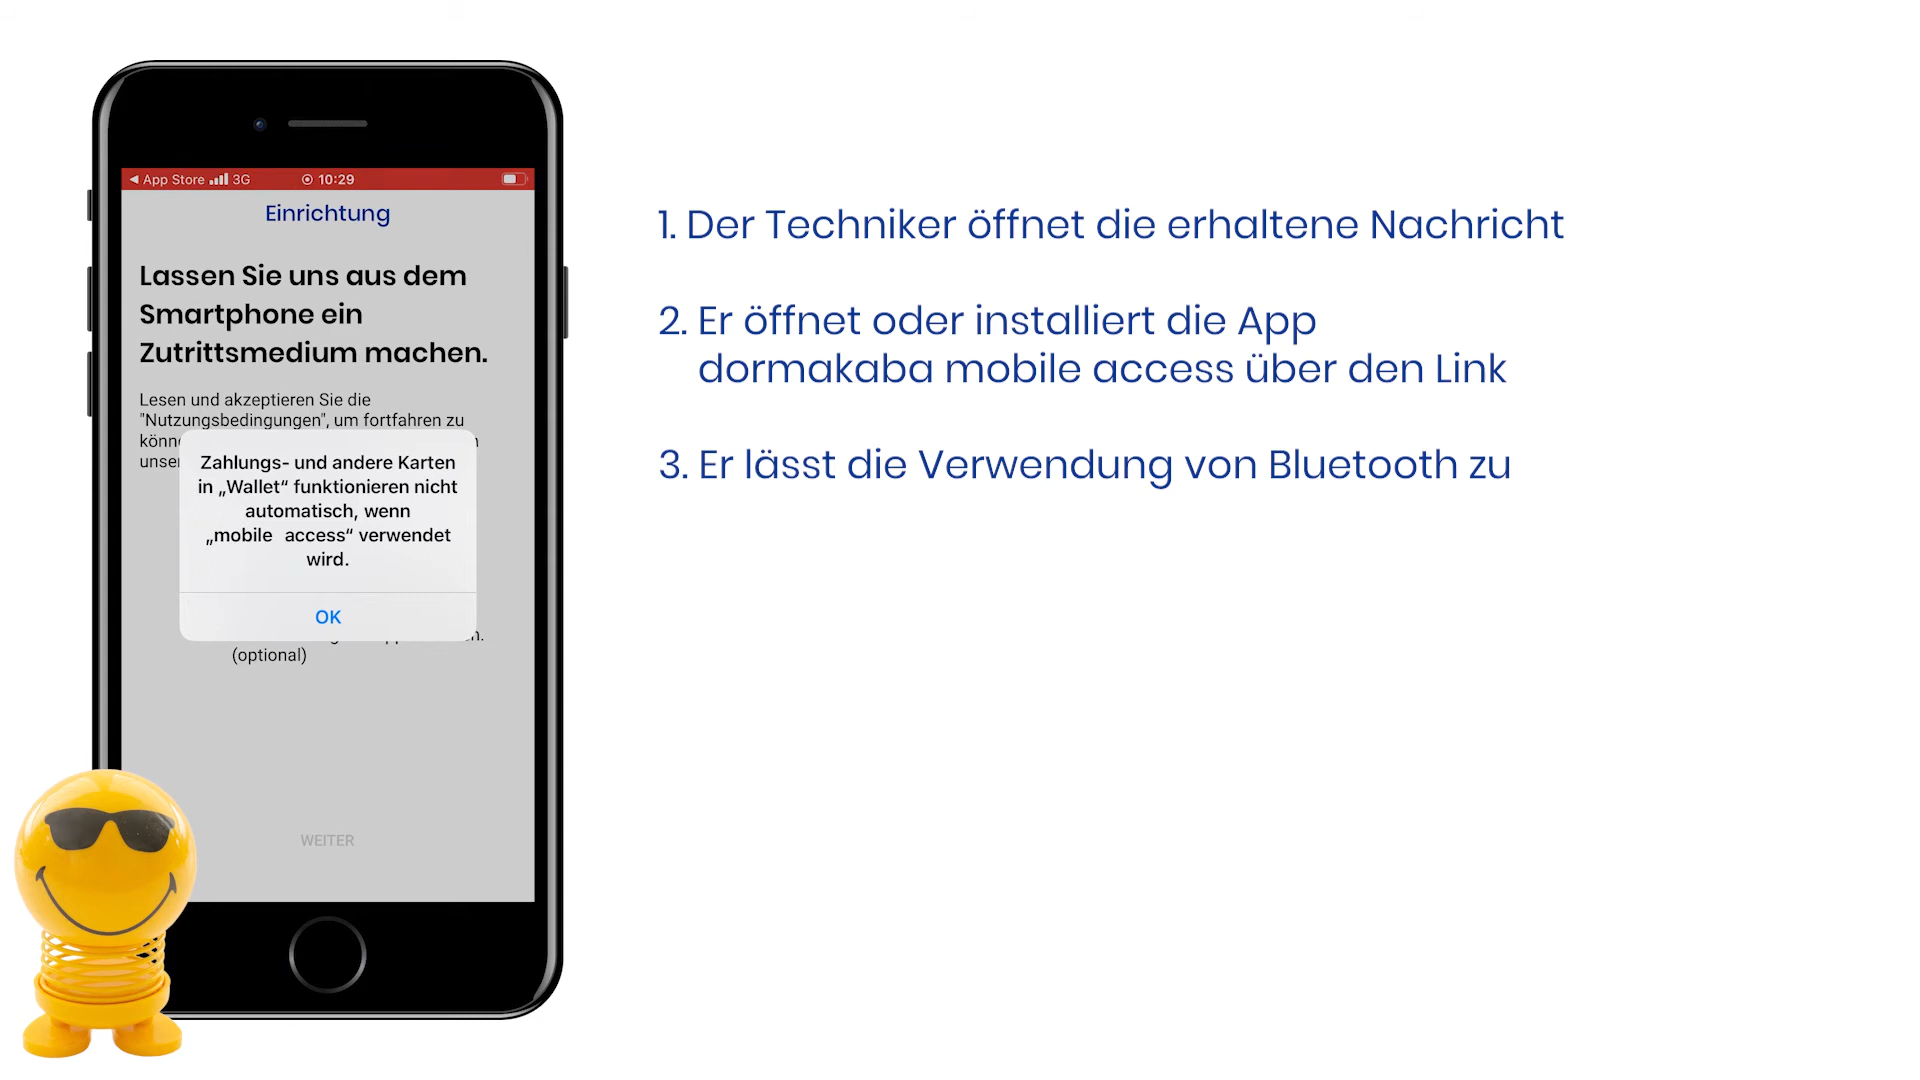 App Store
3G
10:29
Einrichtung
Lassen Sie uns aus dem
Smartphone ein
Zutrittsmedium machen.
Lesen und akzeptieren Sie die
"Nutzungsbedingungen", um fortfahren zu
Zahlungs- und andere Karten
in „Wallet“ funktionieren nicht
automatisch, wenn
„mobile access“ verwendet
wird.
OK
(optional)
WEITER
1. Der Techniker öffnet die erhaltene Nachricht
2. Er öffnet oder installiert die App
dormakaba mobile access über den Link
3. Er lässt die Verwendung von Bluetooth zu